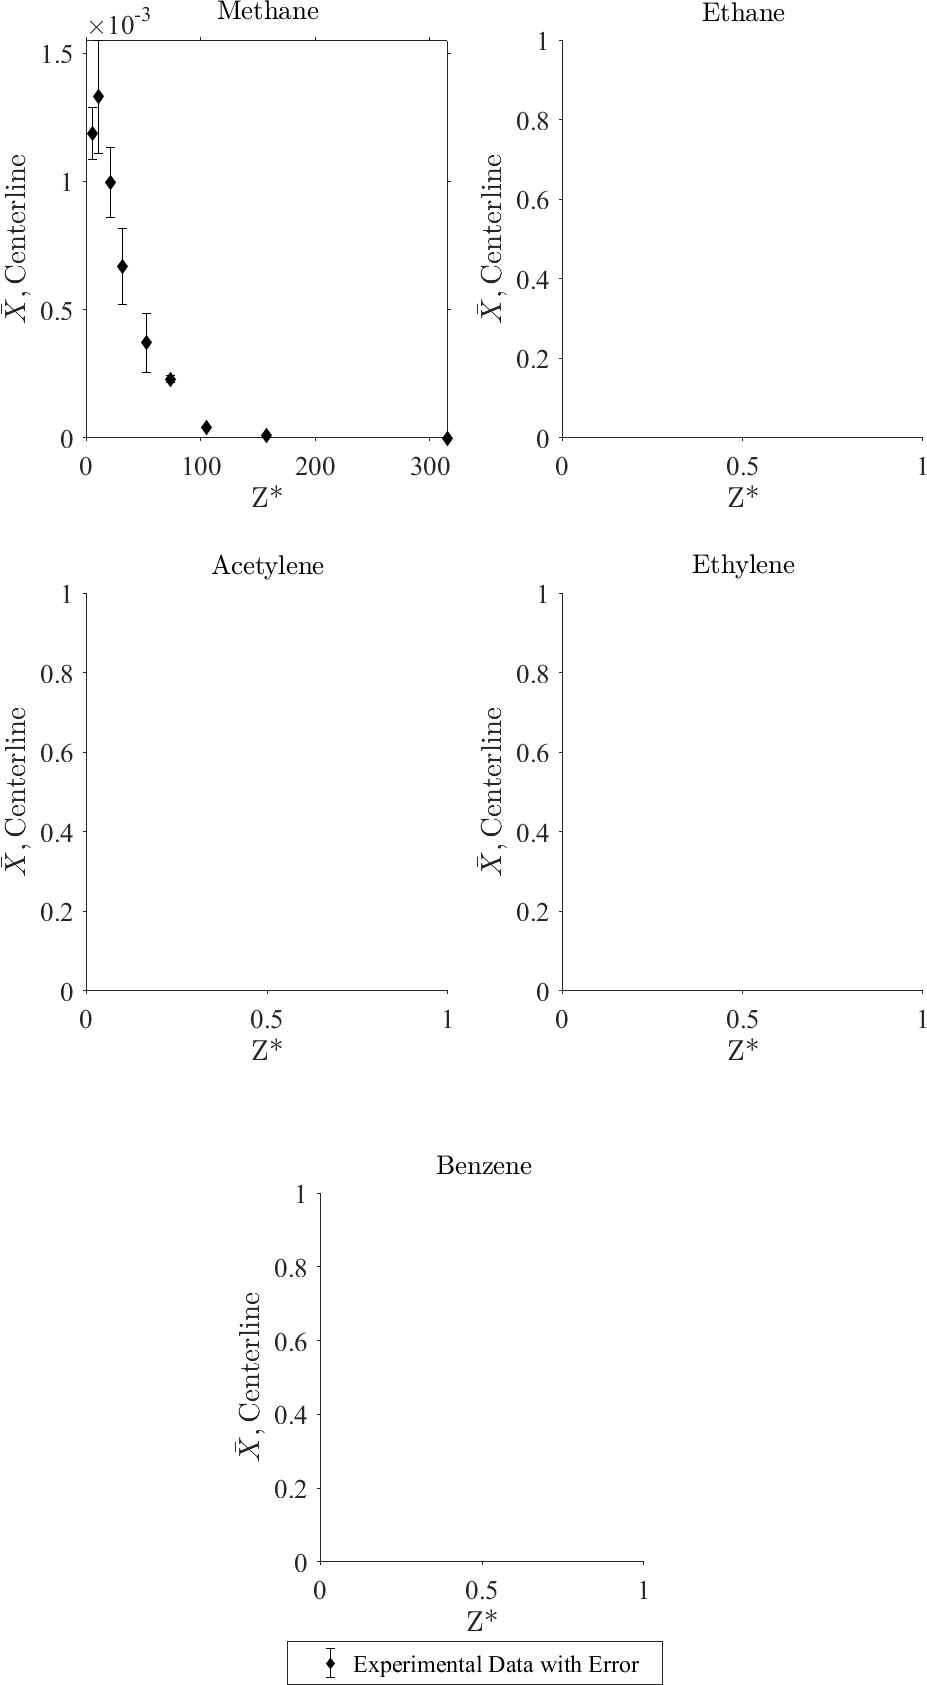 Methane
×10-3
1.5
1
0.5
0
0 100 200 300
Z*
X̄, Centerline
Ethane
1
0.8
0.6
0.4
0.2
0
0 0.5 1
Z*
X̄, Centerline
Acetylene
1
0.8
0.6
0.4
0.2
0
0 0.5 1
Z*
X̄, Centerline
Ethylene
1
0.8
0.6
0.4
0.2
0
0 0.5 1
Z*
X̄, Centerline
Benzene
1
0.8
0.6
0.4
0.2
0
0 0.5 1
Z*
X̄, Centerline
Experimental Data with Error